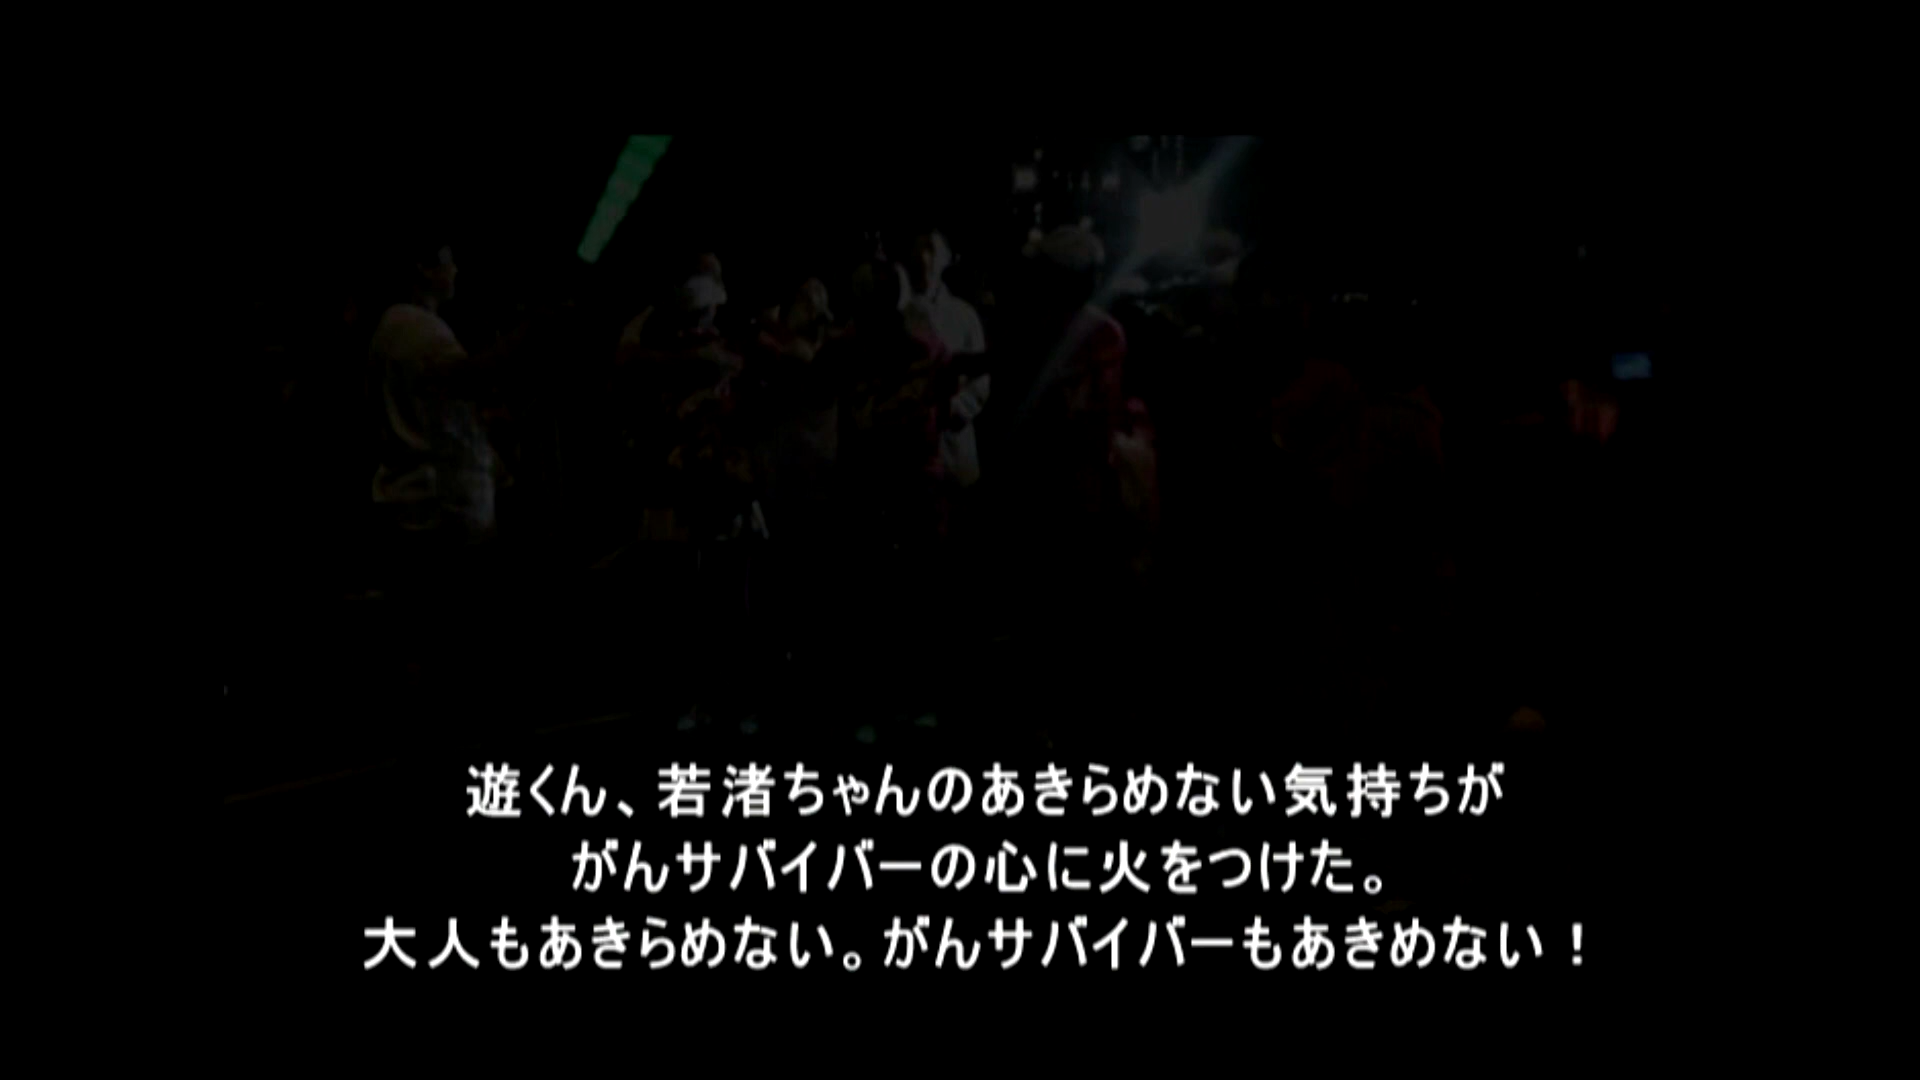 遊くん、若渚ちゃんのあきらめない気持ちが
がんサバイバーの心に火をつけた。
大人もあきらめない。がんサバイバーもあきめない！